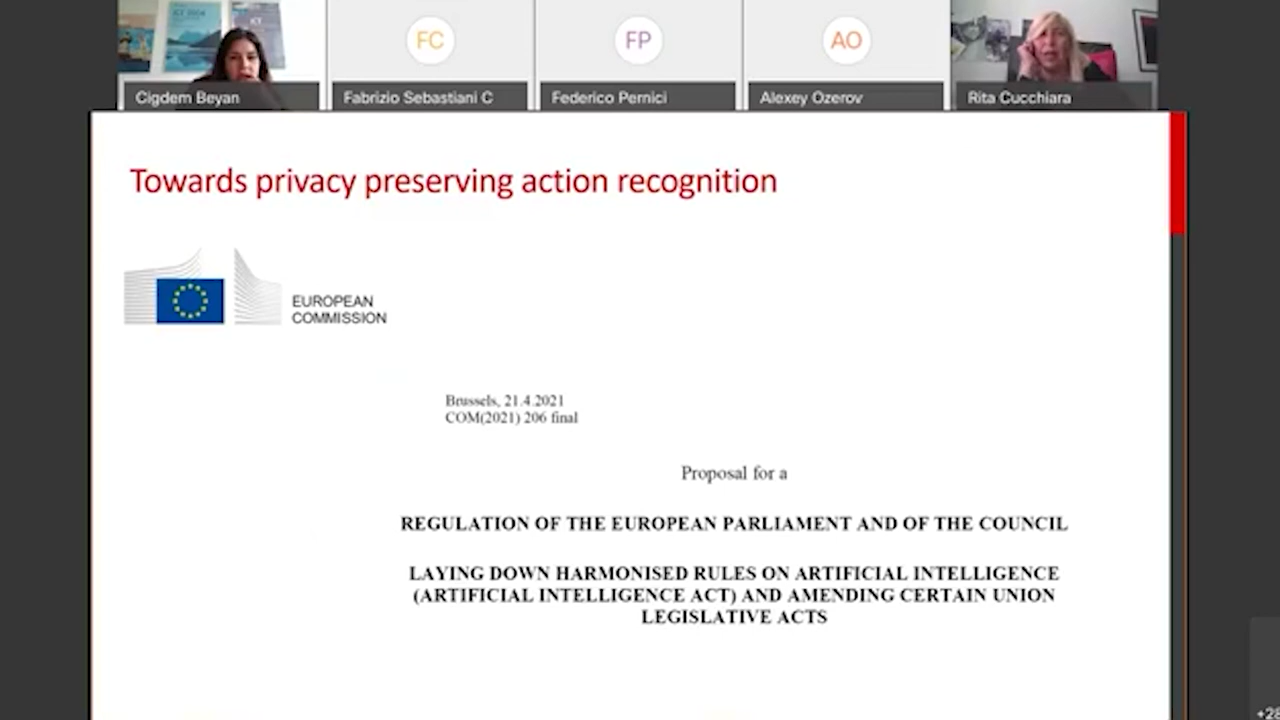 ICT 2024
FC
FP
AO
Cigdem Beyan
Fabrizio Sebastiani C
Federico Pernici
Alexey Ozerov
Rita Cucchiara
Towards privacy preserving action recognition
EUROPEAN
COMMISSION
Brussels, 21.4.2021
COM(2021) 206 final
Proposal for a
REGULATION OF THE EUROPEAN PARLIAMENT AND OF THE COUNCIL
LAYING DOWN HARMONISED RULES ON ARTIFICIAL INTELLIGENCE
(ARTIFICIAL INTELLIGENCE ACT) AND AMENDING CERTAIN UNION
LEGISLATIVE ACTS